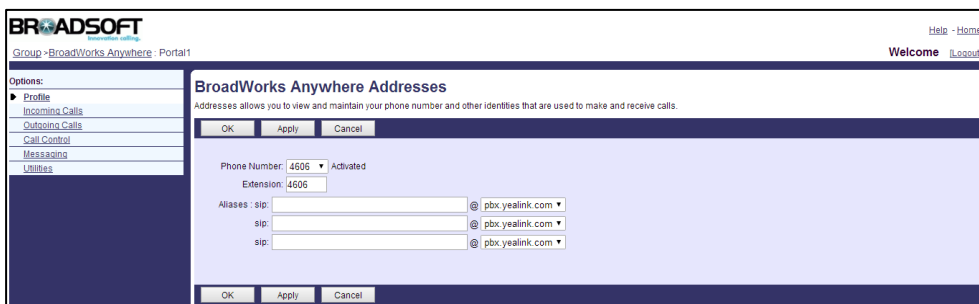 BROADSOFT
innovation calling.
Help - Home
Group >BroadWorks Anywhere : Portal1
Welcome [Logout
Options:
Profile
Incoming Calls
Outgoing Calls
Call Control
Messaging
Utilities
BroadWorks Anywhere Addresses
Addresses allows you to view and maintain your phone number and other identities that are used to make and receive calls.
OK Apply Cancel
Phone Number: 4606 Activated
Extension: 4606
Aliases : sip: @ pbx.yealink.com
sip: @ pbx.yealink.com
sip: @ pbx.yealink.com
OK Apply Cancel